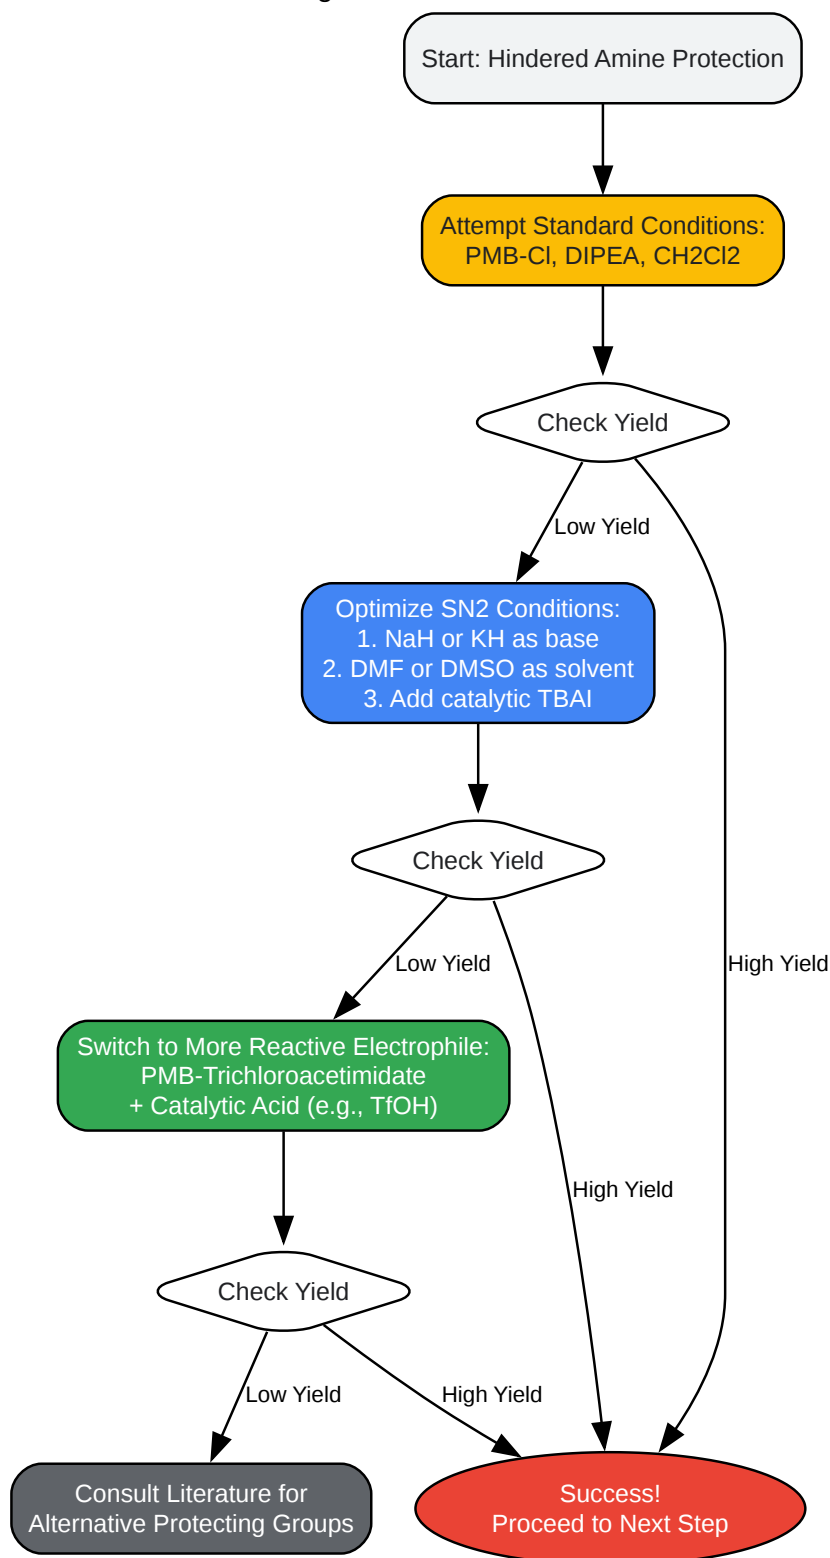 Start: Hindered Amine Protection
Attempt Standard Conditions:
PMB-Cl, DIPEA, CH2Cl2
Check Yield
Low Yield
Optimize SN2 Conditions:
1. NaH or KH as base
2. DMF or DMSO as solvent
3. Add catalytic TBAI
Check Yield
Low Yield
High Yield
Switch to More Reactive Electrophile:
PMB-Trichloroacetimidate
+ Catalytic Acid (e.g., TfOH)
High Yield
Check Yield
Low Yield
High Yield
Consult Literature for
Alternative Protecting Groups
Success!
Proceed to Next Step